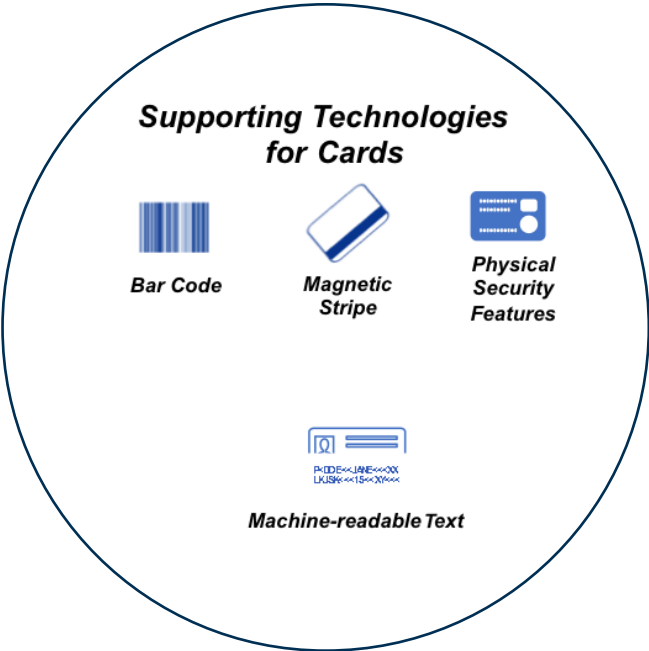 Supporting Technologies
for Cards
Bar Code
Magnetic
Stripe
Physical
Security
Features
P<DDE<<JANE<<<XX
LKJSK<<<15<<XY<<<
Machine-readable Text